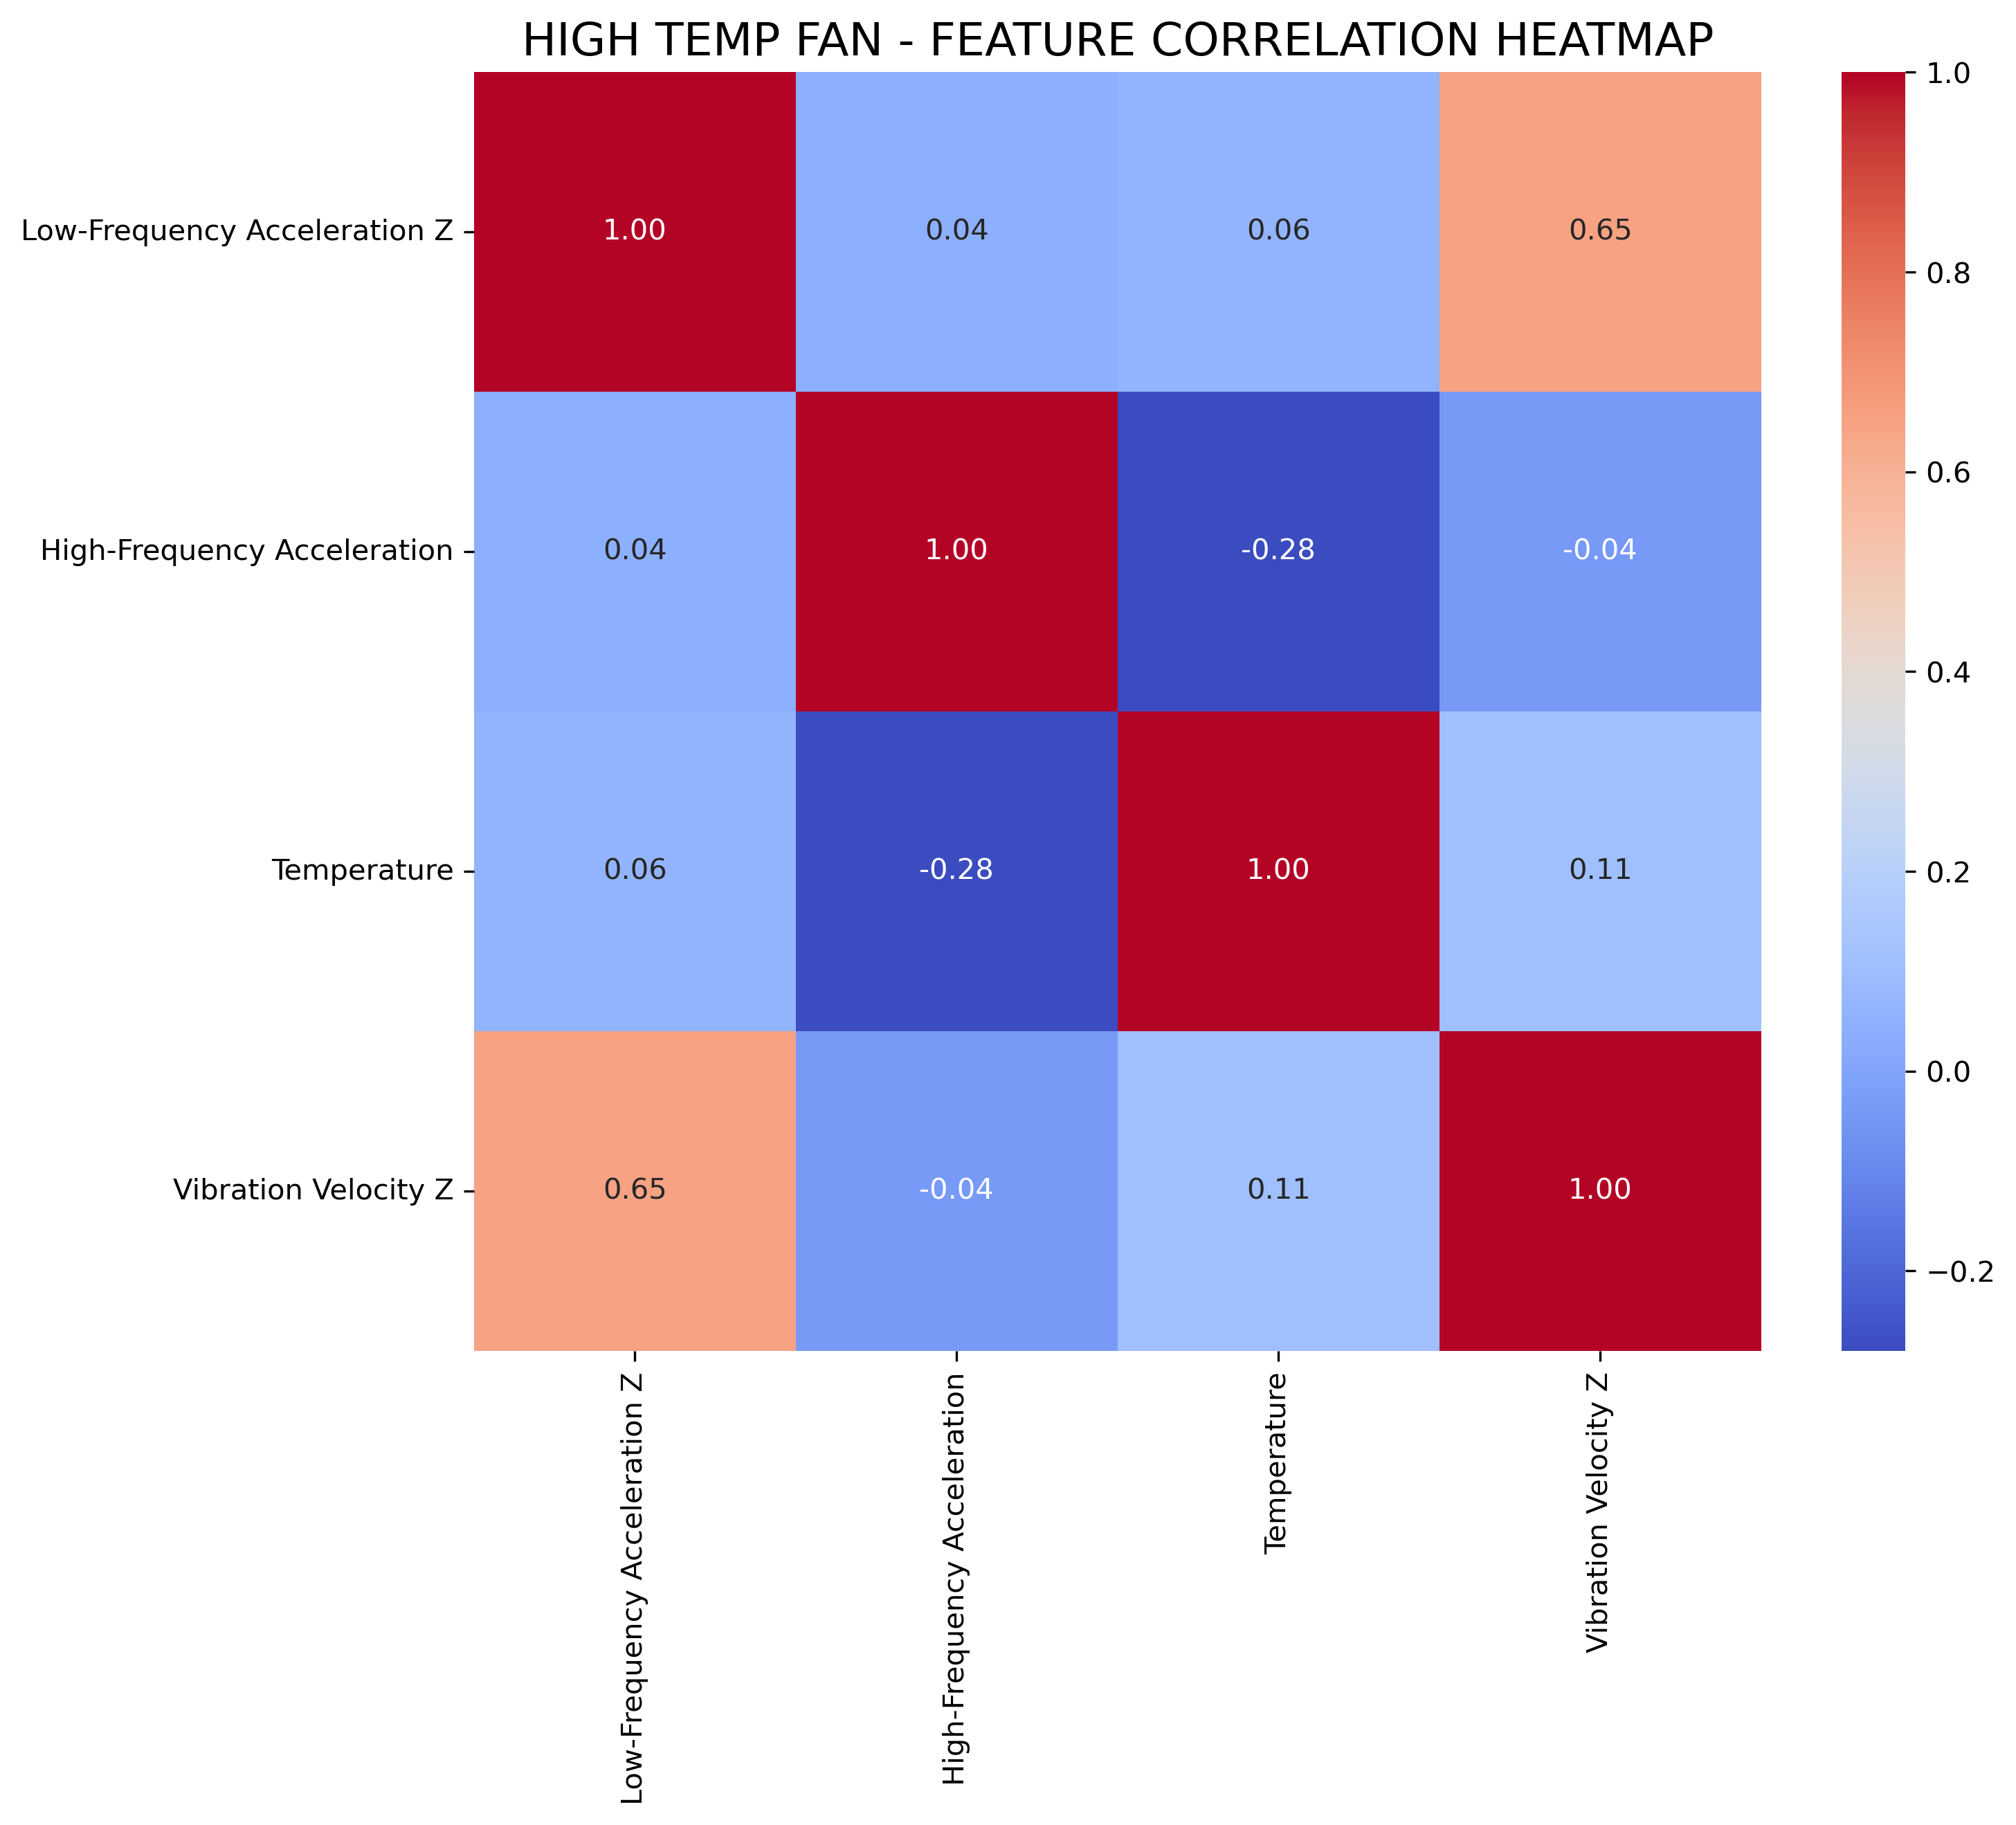 HIGH TEMP FAN - FEATURE CORRELATION HEATMAP
Low-Frequency Acceleration Z
1.00
0.04
0.06
0.65
High-Frequency Acceleration
0.04
1.00
-0.28
-0.04
Temperature
0.06
-0.28
1.00
0.11
Vibration Velocity Z
0.65
-0.04
0.11
1.00
Low-Frequency Acceleration Z
High-Frequency Acceleration
Temperature
Vibration Velocity Z
1.0
0.8
0.6
0.4
0.2
0.0
−0.2